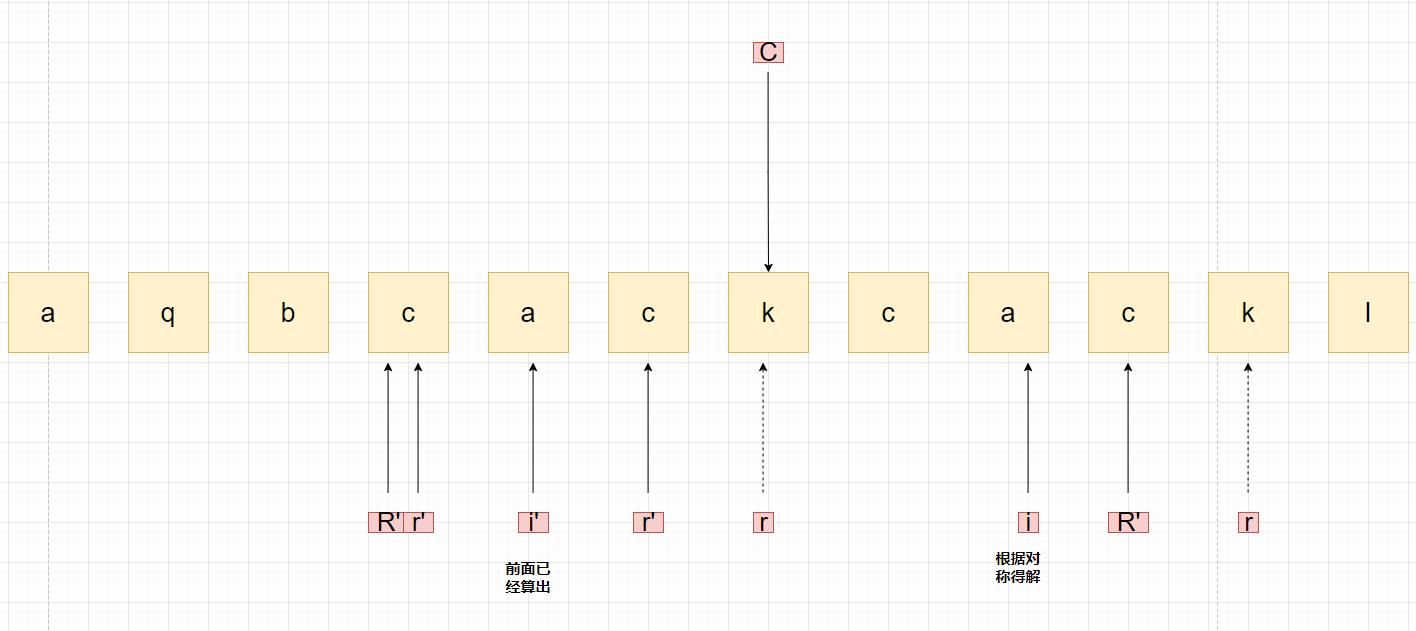 C
a q b c a c k c a c k l
R' r' i' r' r i R' r
前面已 根据对
经算出 称得解